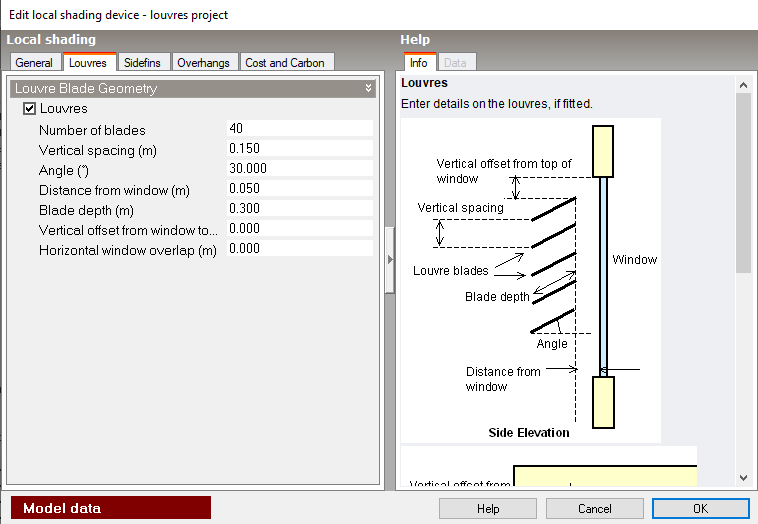 Edit local shading device - louvres project
Local shading
General Louvres Sidefins Overhangs Cost and Carbon
Louvre Blade Geometry
Louvres
Number of blades 40
Vertical spacing (m) 0.150
Angle (°) 30.000
Distance from window (m) 0.050
Blade depth (m) 0.300
Vertical offset from window to... 0.000
Horizontal window overlap (m) 0.000
Help
Info Data
Louvres
Enter details on the louvres, if fitted.
Vertical offset from top of
window
Vertical spacing
Window
Louvre blades
Blade depth
Angle
Distance from
window
Side Elevation
Vertical offset from
Model data
Help Cancel OK